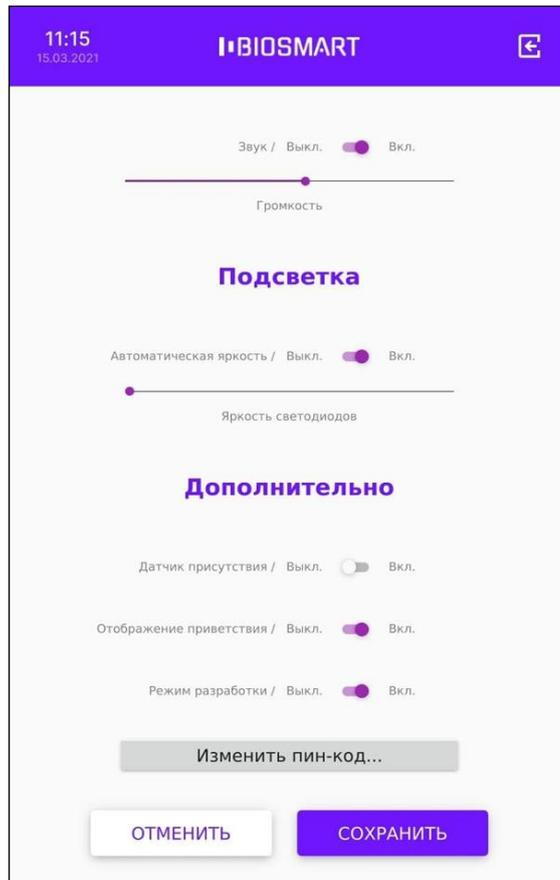 11:15
15.03.2021
BIOSMART
Звук / Выкл. Вкл.
Громкость
Подсветка
Автоматическая яркость / Выкл. Вкл.
Яркость светодиодов
Дополнительно
Датчик присутствия / Выкл. Вкл.
Отображение приветствия / Выкл. Вкл.
Режим разработки / Выкл. Вкл.
Изменить пин-код...
ОТМЕНИТЬ СОХРАНИТЬ